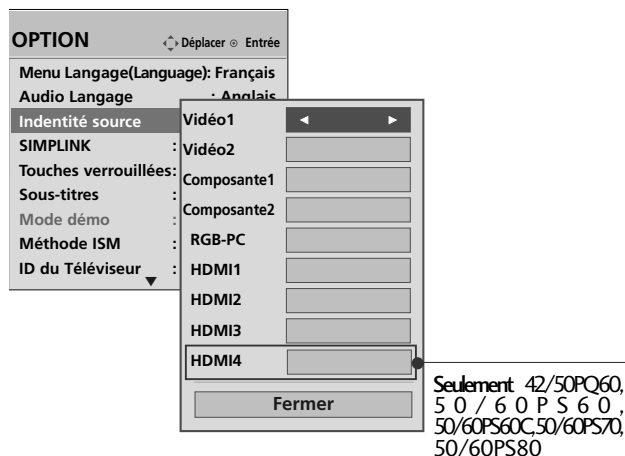 OPTION
Déplacer
Entrée
Menu Langage(Language): Français
Audio Langage : Anglais
Indentité source
SIMPLINK :
Touches verrouillées:
Sous-titres :
Mode démo :
Méthode ISM :
ID du Téléviseur :
Vidéo1
Vidéo2
Composante1
Composante2
RGB-PC
HDMI1
HDMI2
HDMI3
HDMI4
Fermer
Seulement 42/50PQ60,
50/60PS60,
50/60PS60C,50/60PS70,
50/60PS80